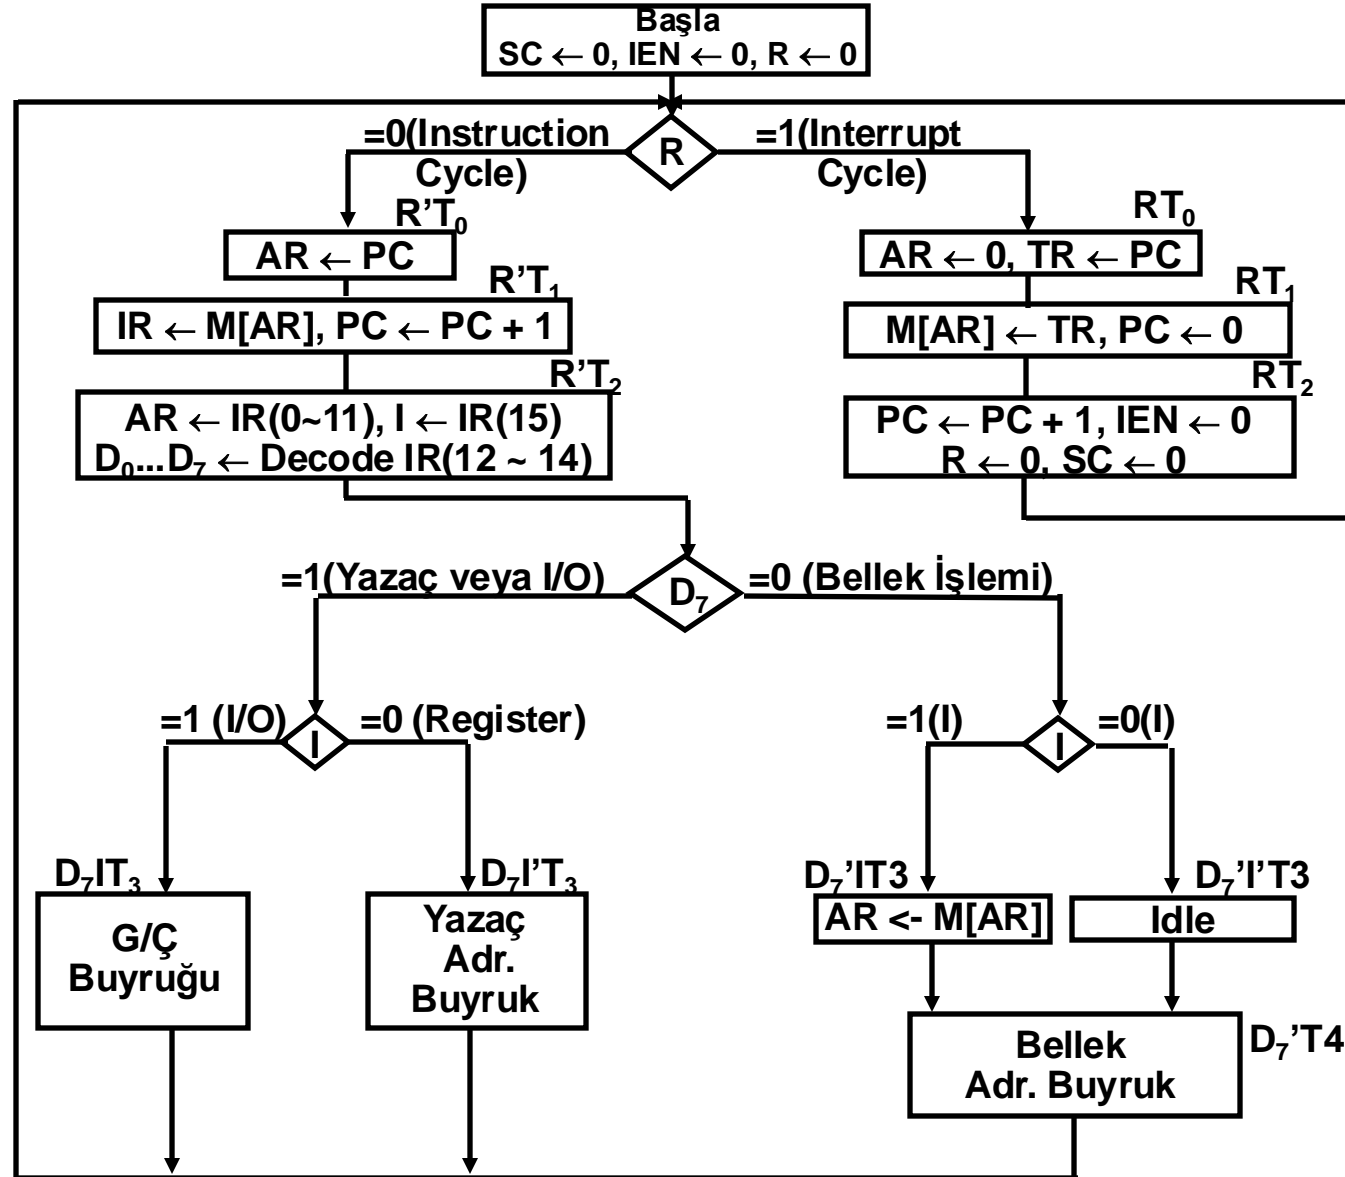 Başla
SC ← 0, IEN ← 0, R ← 0
R
=0(Instruction
Cycle)
=1(Interrupt
Cycle)
R’T₀
AR ← PC
R’T₁
IR ← M[AR], PC ← PC + 1
R’T₂
AR ← IR(0~11), I ← IR(15)
D₀...D₇ ← Decode IR(12 ~ 14)
RT₀
AR ← 0, TR ← PC
RT₁
M[AR] ← TR, PC ← 0
RT₂
PC ← PC + 1, IEN ← 0
R ← 0, SC ← 0
=1(Yazaç veya I/O)
D₇
=0 (Bellek İşlemi)
=1 (I/O)
I
=0 (Register)
=1(I)
I
=0(I)
D₇IT₃
G/Ç
Buyruğu
D₇I’T₃
Yazaç
Adr.
Buyruk
D₇’IT3
AR <- M[AR]
D₇’I’T3
Idle
Bellek
Adr. Buyruk
D₇’T4